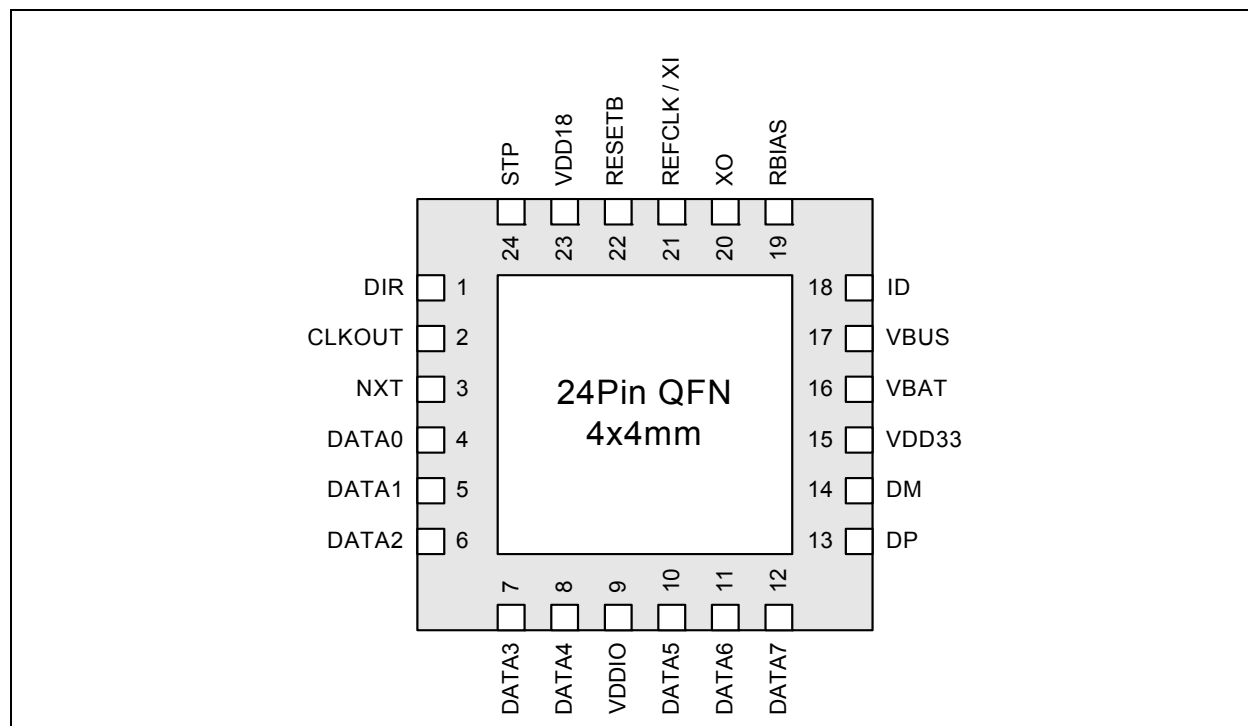 STP
VDD18
RESETB
REFCLK / XI
XO
RBIAS
24
23
22
21
20
19
DIR 1
CLKOUT 2
NXT 3
DATA0 4
DATA1 5
DATA2 6
24Pin QFN
4x4mm
18 ID
17 VBUS
16 VBAT
15 VDD33
14 DM
13 DP
7
8
9
10
11
12
DATA3
DATA4
VDDIO
DATA5
DATA6
DATA7